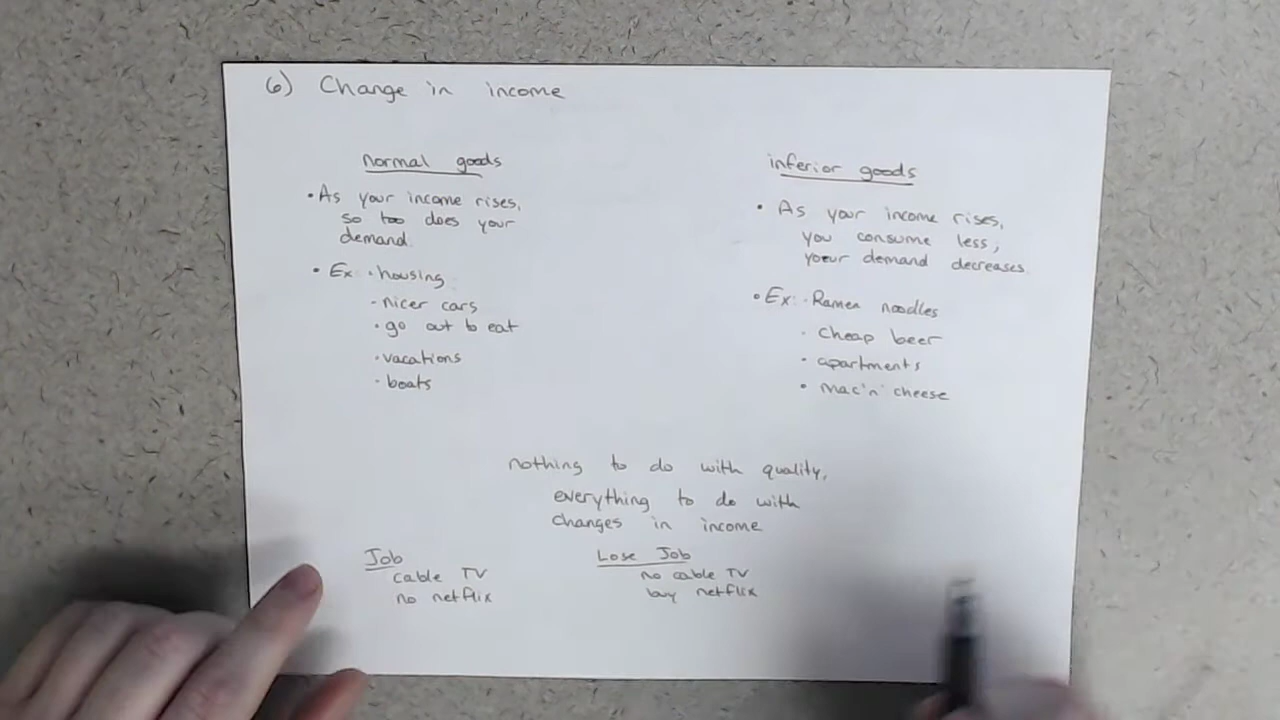 6) Change in income
normal goods
• As your income rises,
so too does your
demand
• Ex: • housing
• nicer cars
• go out to eat
• vacations
• boats
inferior goods
• As your income rises,
you consume less,
your demand decreases
• Ex: • Ramen noodles
• cheap beer
• apartments
• mac'n'cheese
nothing to do with quality,
everything to do with
changes in income
Job
cable TV
no netflix
Lose Job
no cable TV
buy netflix